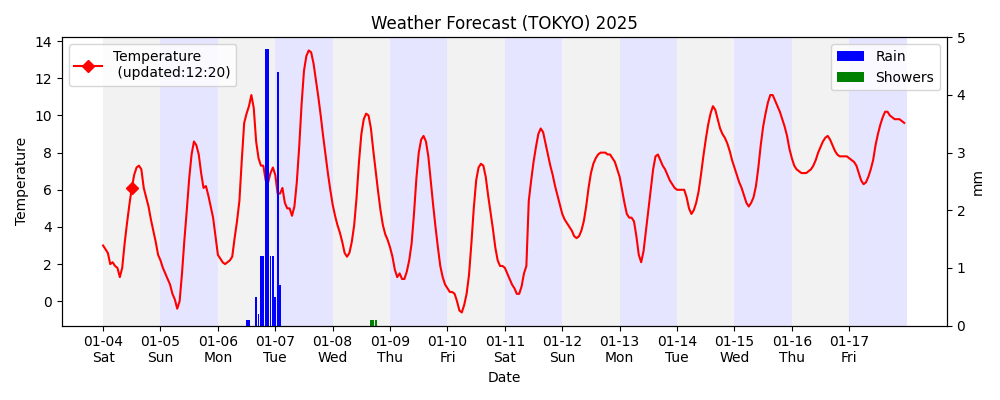 Weather Forecast (TOKYO) 2025
Temperature
(updated:12:20)
Rain
Showers
Temperature
14
12
10
8
6
4
2
0
5
4
3
2
1
0
mm
01-04 01-05 01-06 01-07 01-08 01-09 01-10 01-11 01-12 01-13 01-14 01-15 01-16 01-17
Sat Sun Mon Tue Wed Thu Fri Sat Sun Mon Tue Wed Thu Fri
Date